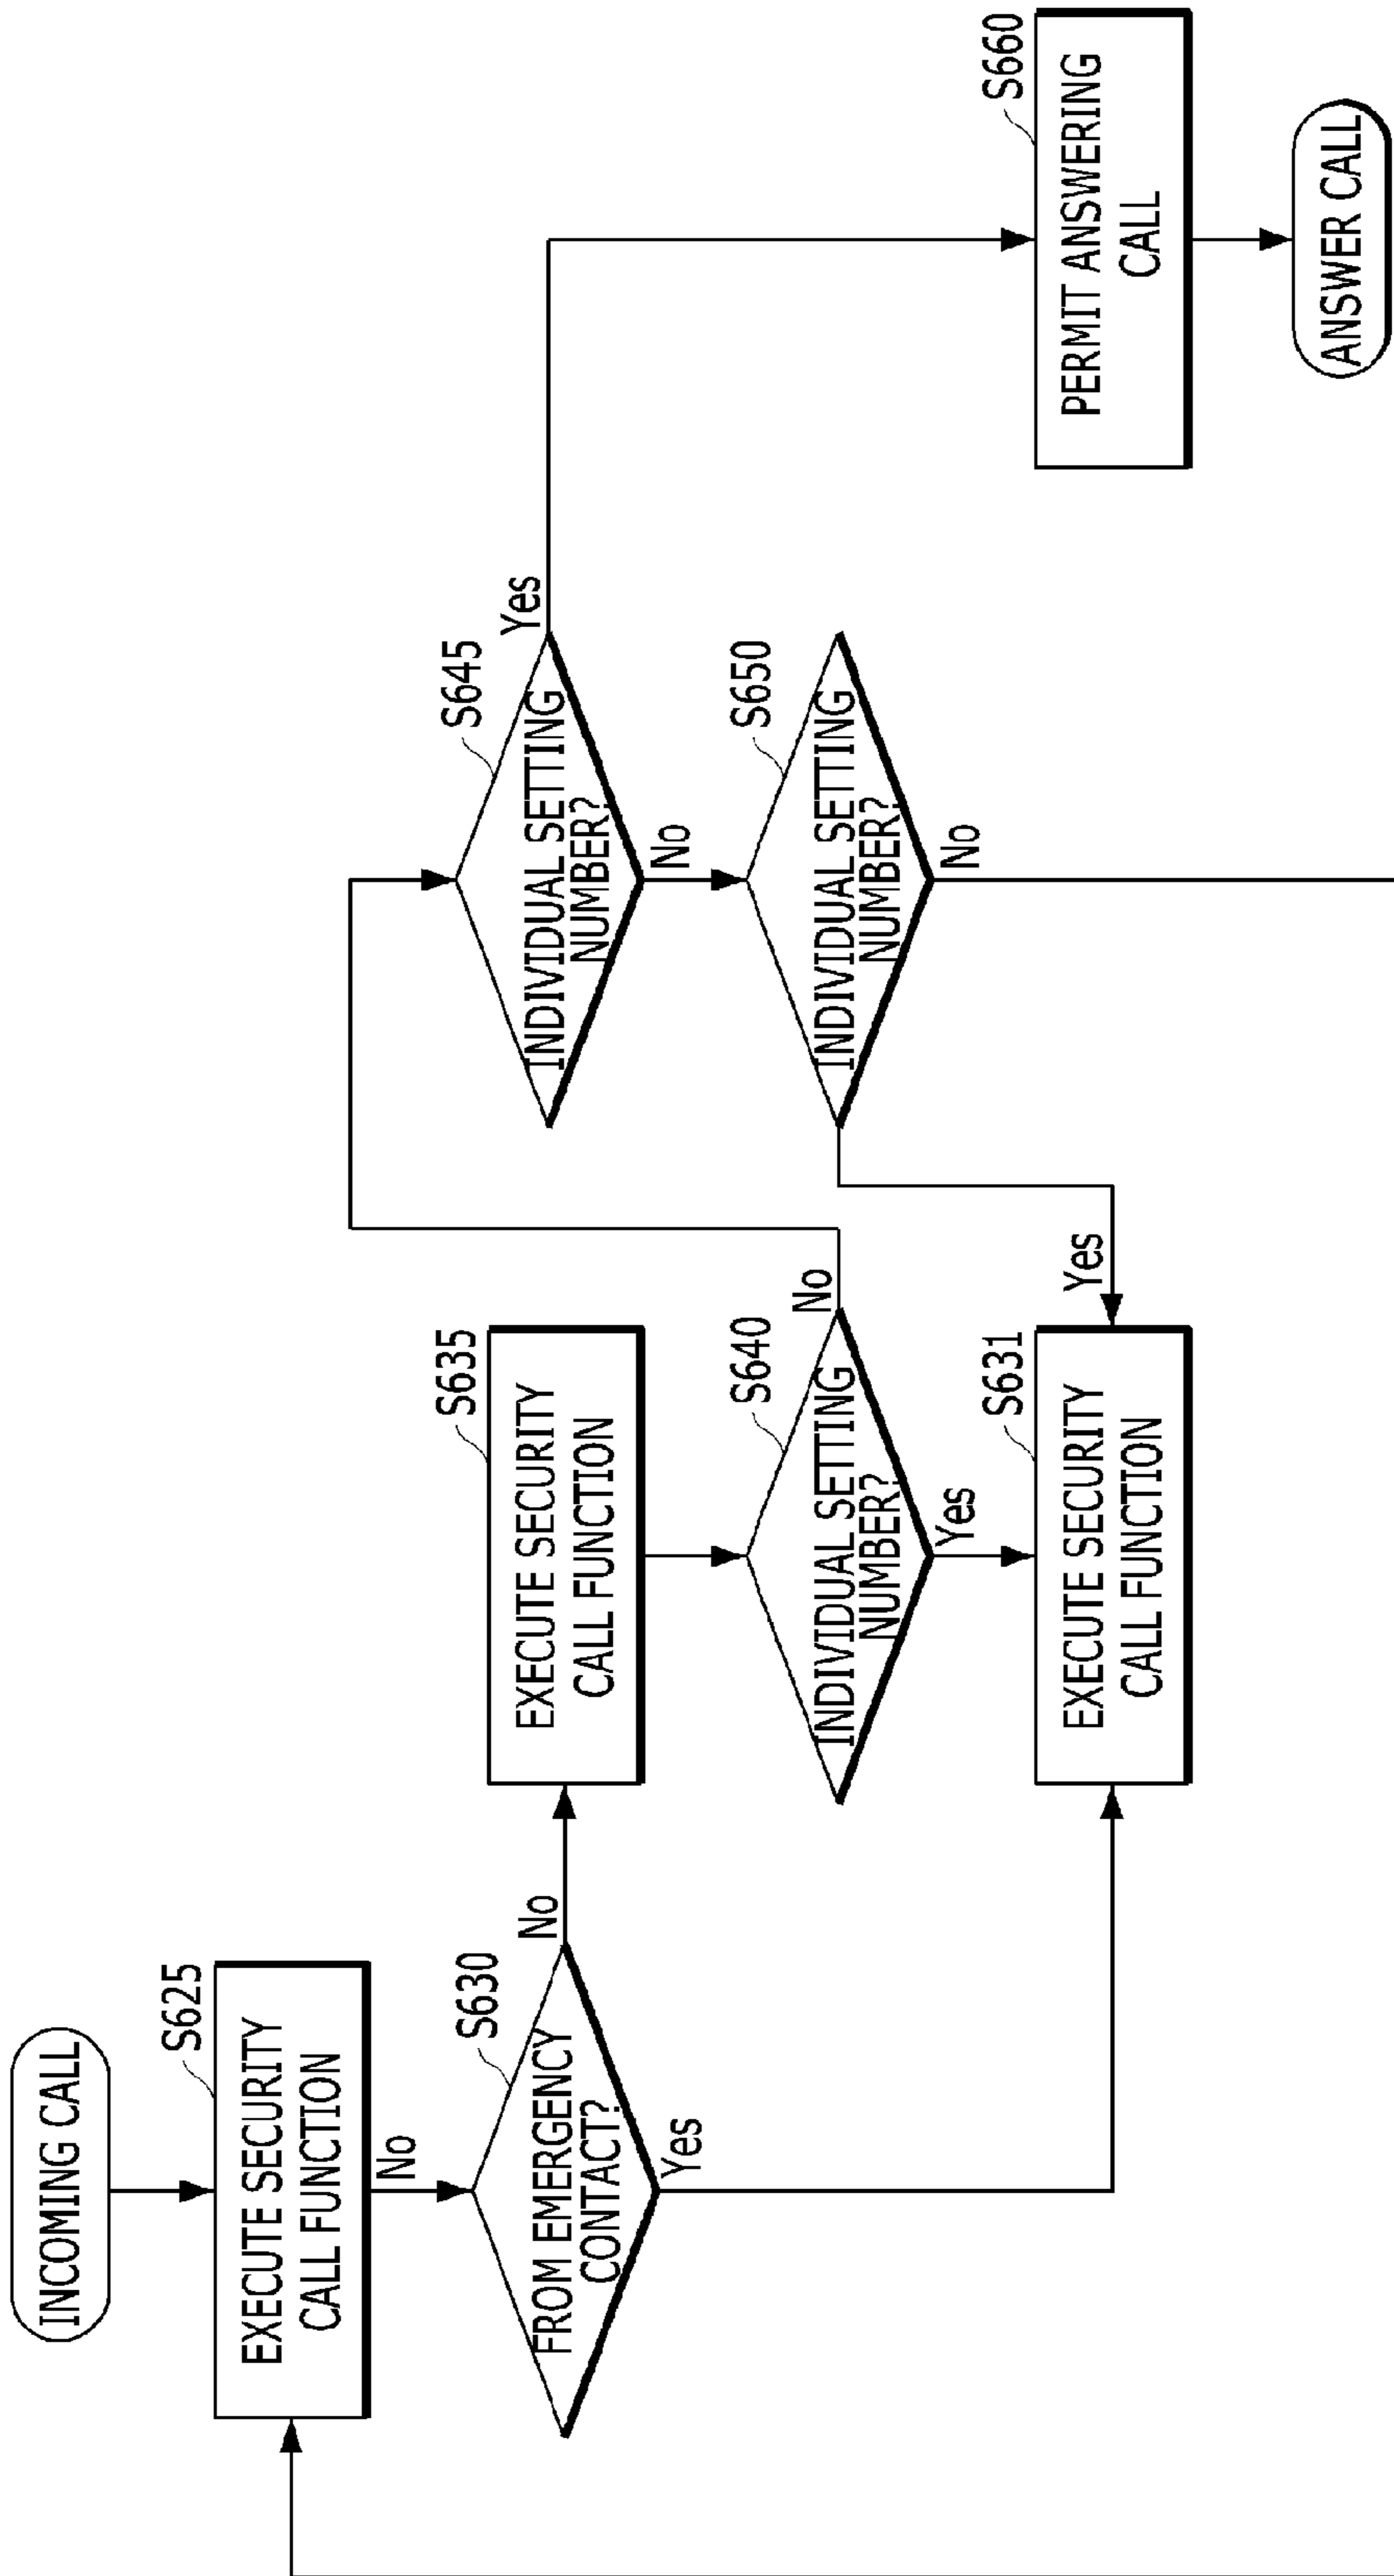 INCOMING CALL
S625
EXECUTE SECURITY
CALL FUNCTION
No
S630
FROM EMERGENCY
CONTACT?
No
Yes
S635
EXECUTE SECURITY
CALL FUNCTION
S640
INDIVIDUAL SETTING
NUMBER?
No
Yes
S631
EXECUTE SECURITY
CALL FUNCTION
Yes
S645
INDIVIDUAL SETTING
NUMBER?
Yes
No
S650
INDIVIDUAL SETTING
NUMBER?
No
S660
PERMIT ANSWERING
CALL
ANSWER CALL